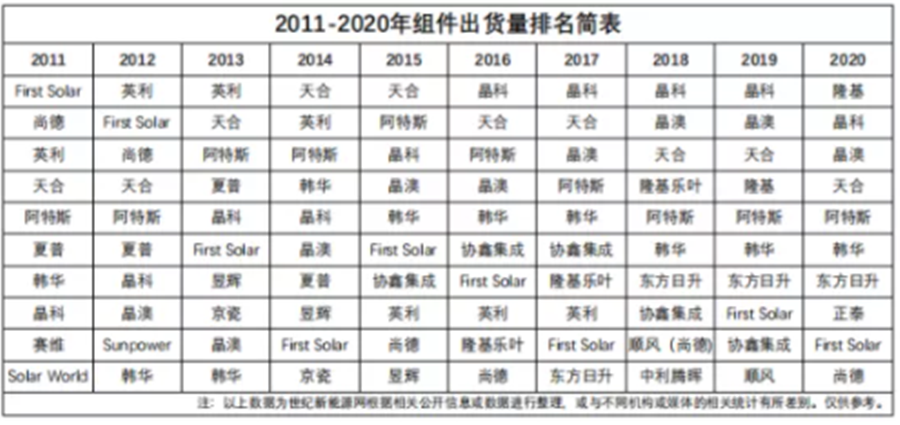 2011-2020年组件出货量排名简表
2011 2012 2013 2014 2015 2016 2017 2018 2019 2020
First Solar 英利 英利 天合 天合 晶科 晶科 晶科 晶科 隆基
尚德 First Solar 天合 英利 阿特斯 天合 天合 晶澳 晶澳 晶科
英利 尚德 阿特斯 阿特斯 晶科 阿特斯 晶澳 天合 天合 晶澳
天合 天合 夏普 韩华 晶澳 晶澳 阿特斯 隆基乐叶 隆基 天合
阿特斯 阿特斯 晶科 晶科 韩华 韩华 韩华 阿特斯 阿特斯 阿特斯
夏普 夏普 First Solar 晶澳 First Solar 协鑫集成 协鑫集成 韩华 韩华 韩华
韩华 晶科 昱辉 夏普 协鑫集成 First Solar 隆基乐叶 东方日升 东方日升 东方日升
晶科 晶澳 京瓷 昱辉 英利 英利 英利 协鑫集成 First Solar 正泰
赛维 Sunpower 晶澳 First Solar 尚德 隆基乐叶 First Solar 顺风（尚德) 协鑫集成 First Solar
Solar World 韩华 韩华 京瓷 昱辉 尚德 东方日升 中利腾晖 顺风 尚德
注：以上数据为世纪新能源网根据相关公开信息或数据进行整理，或与不同机构或媒体的相关统计有所差别。仅供参考。